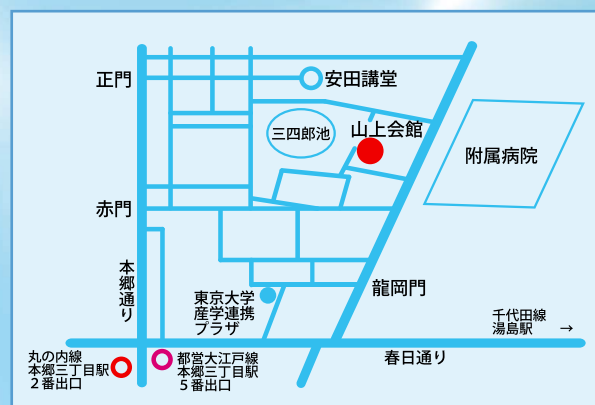 正門
安田講堂
三四郎池
山上会館
附属病院
赤門
本郷通り
東京大学
産学連携
プラザ
龍岡門
千代田線
湯島駅 →
春日通り
丸の内線
本郷三丁目駅
2番出口
都営大江戸線
本郷三丁目駅
5番出口